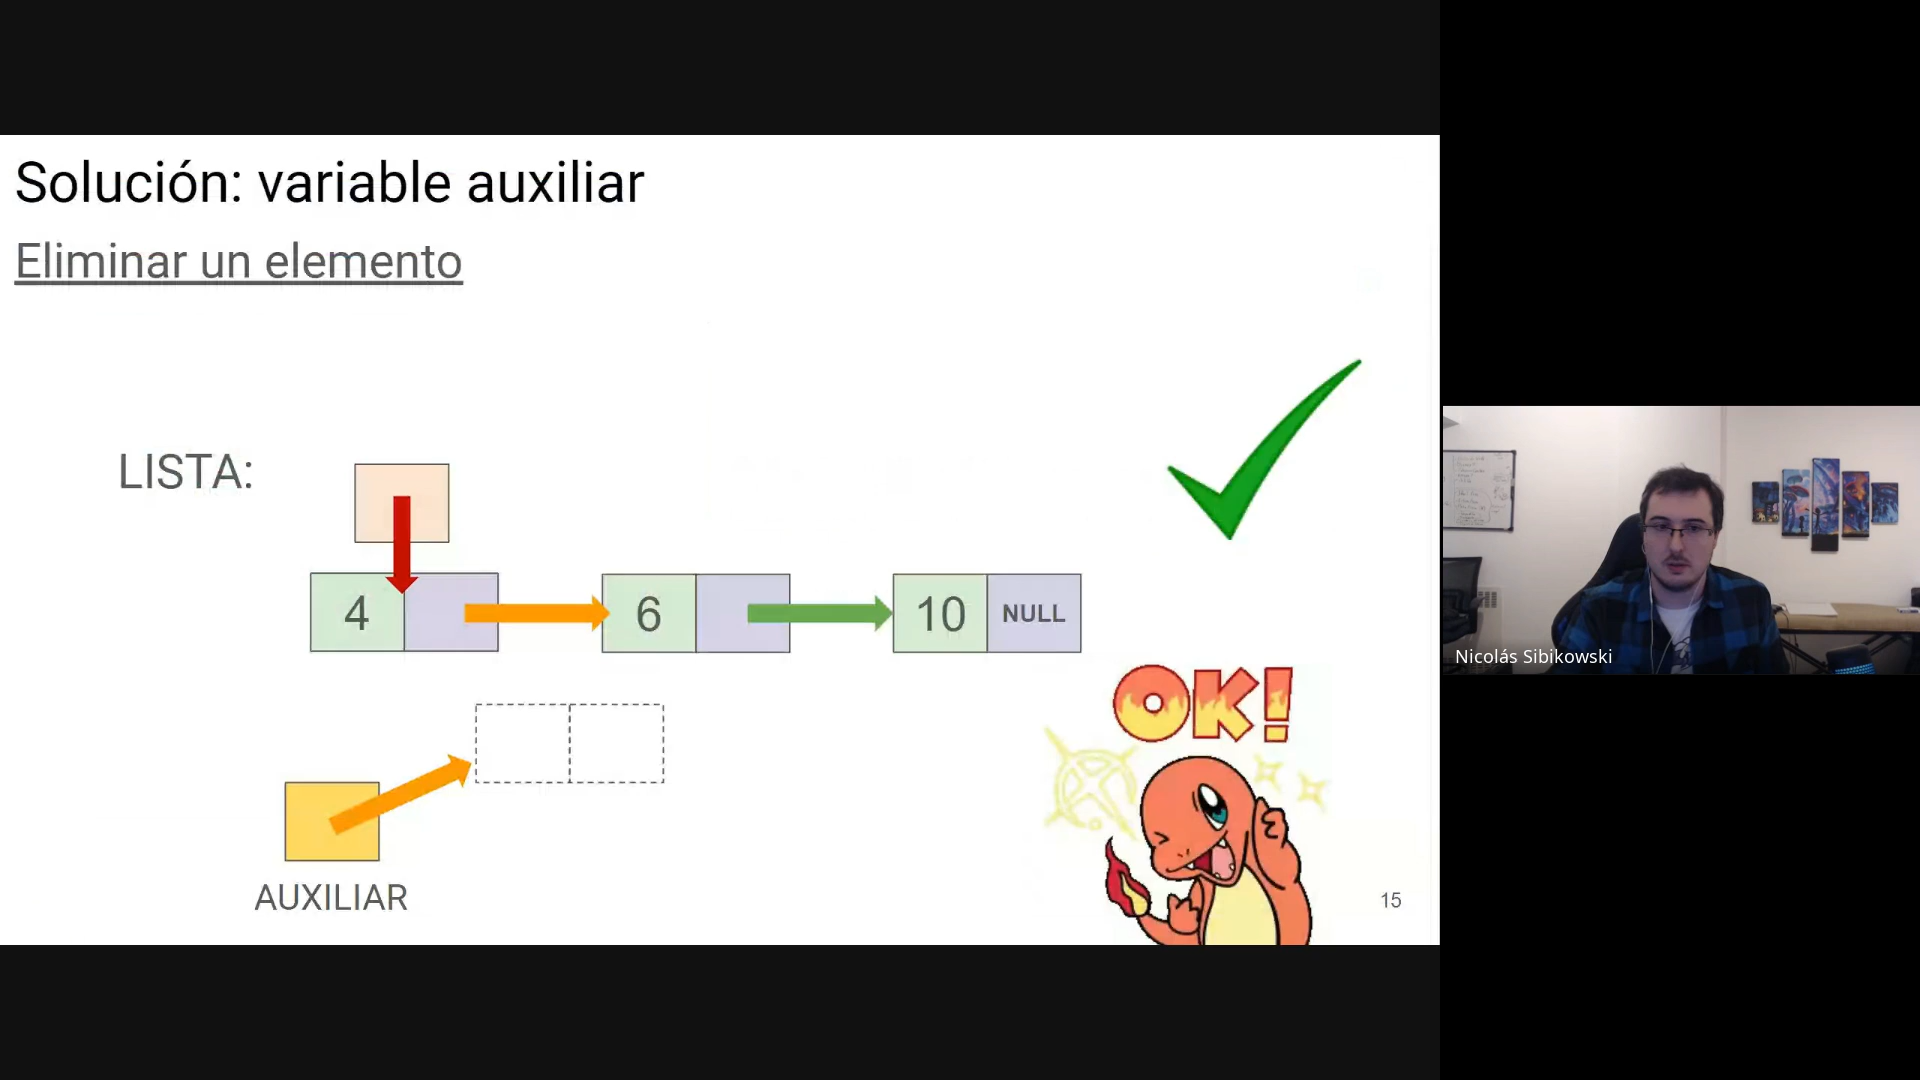 Solución: variable auxiliar
Eliminar un elemento
LISTA:
4
6
10
NULL
OK!
AUXILIAR
15
Nicolás Sibikowski